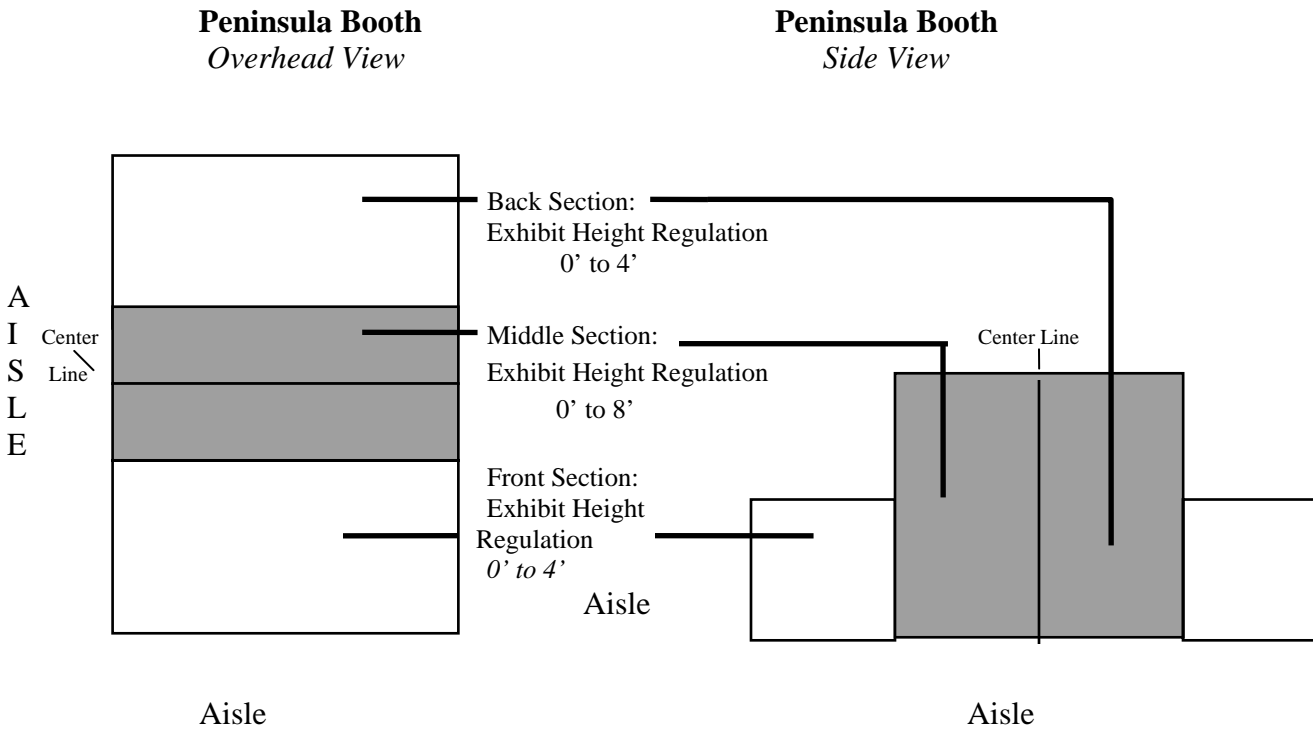 Peninsula Booth
Overhead View
Peninsula Booth
Side View
Back Section:
Exhibit Height Regulation
0’ to 4’
A
I
S
L
E
Center
Line
Middle Section:
Exhibit Height Regulation
0’ to 8’
Center Line
Front Section:
Exhibit Height
Regulation
0’ to 4’
Aisle
Aisle
Aisle